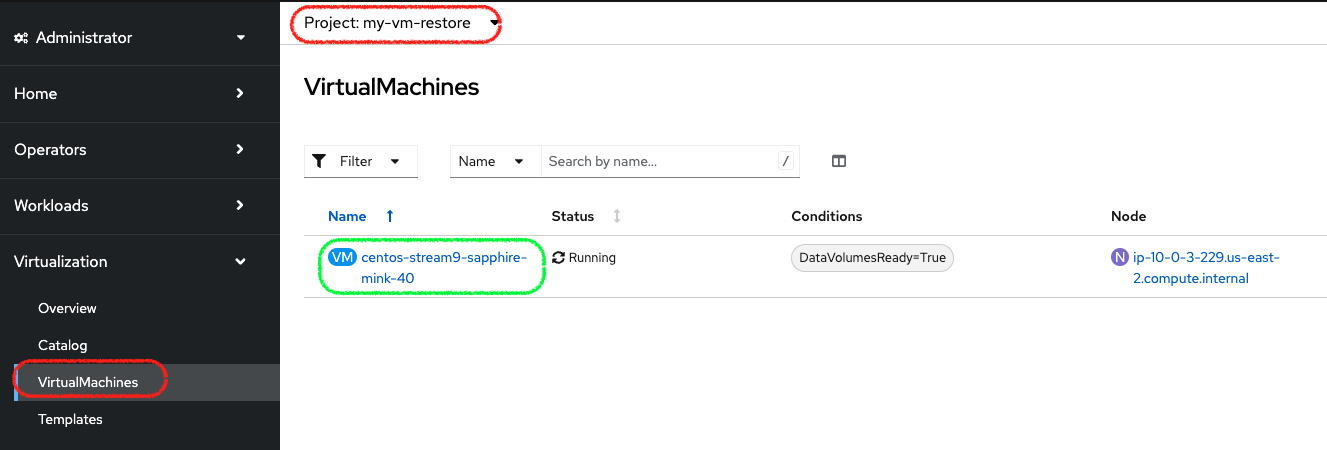 Administrator
Home
Operators
Workloads
Virtualization
Overview
Catalog
VirtualMachines
Templates
Project: my-vm-restore
VirtualMachines
Filter
Name
Search by name...
/
Name
Status
Conditions
Node
VM centos-stream9-sapphire-
mink-40
Running
DataVolumesReady=True
N ip-10-0-3-229.us-east-
2.compute.internal